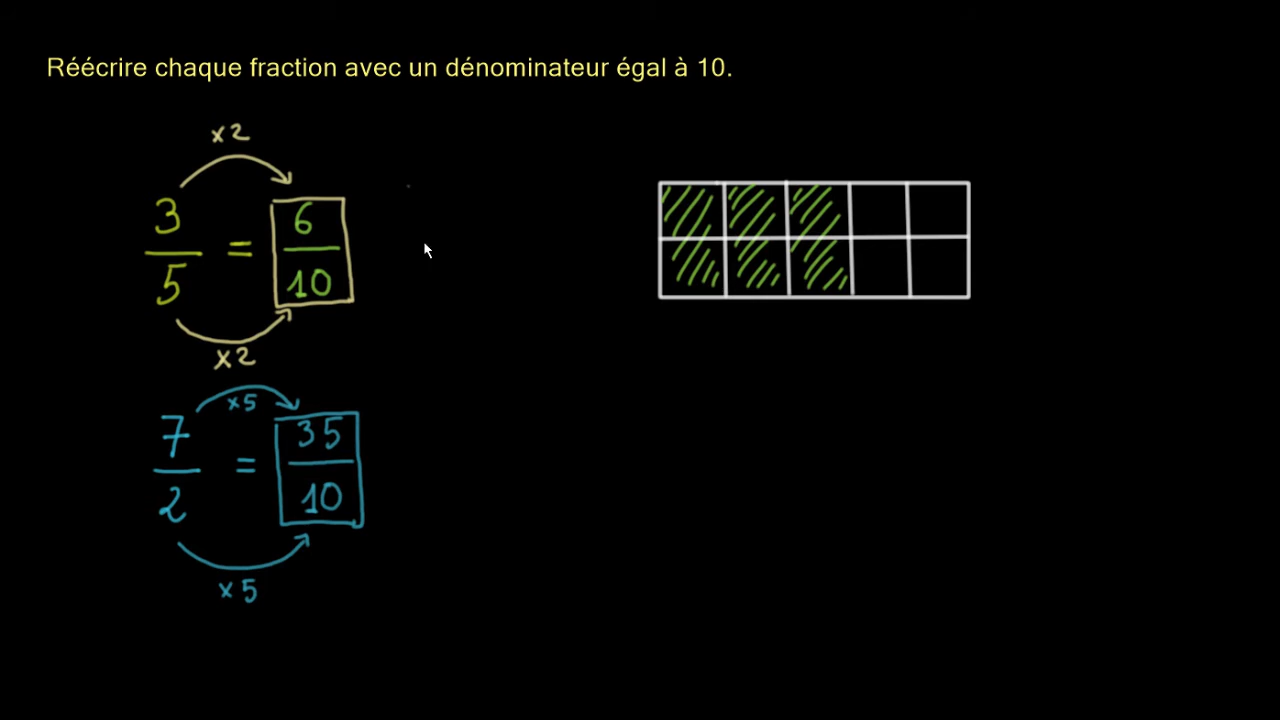 Réécrire chaque fraction avec un dénominateur égal à 10.
x2
3/5 = 6/10
x2
x5
7/2 = 35/10
x5